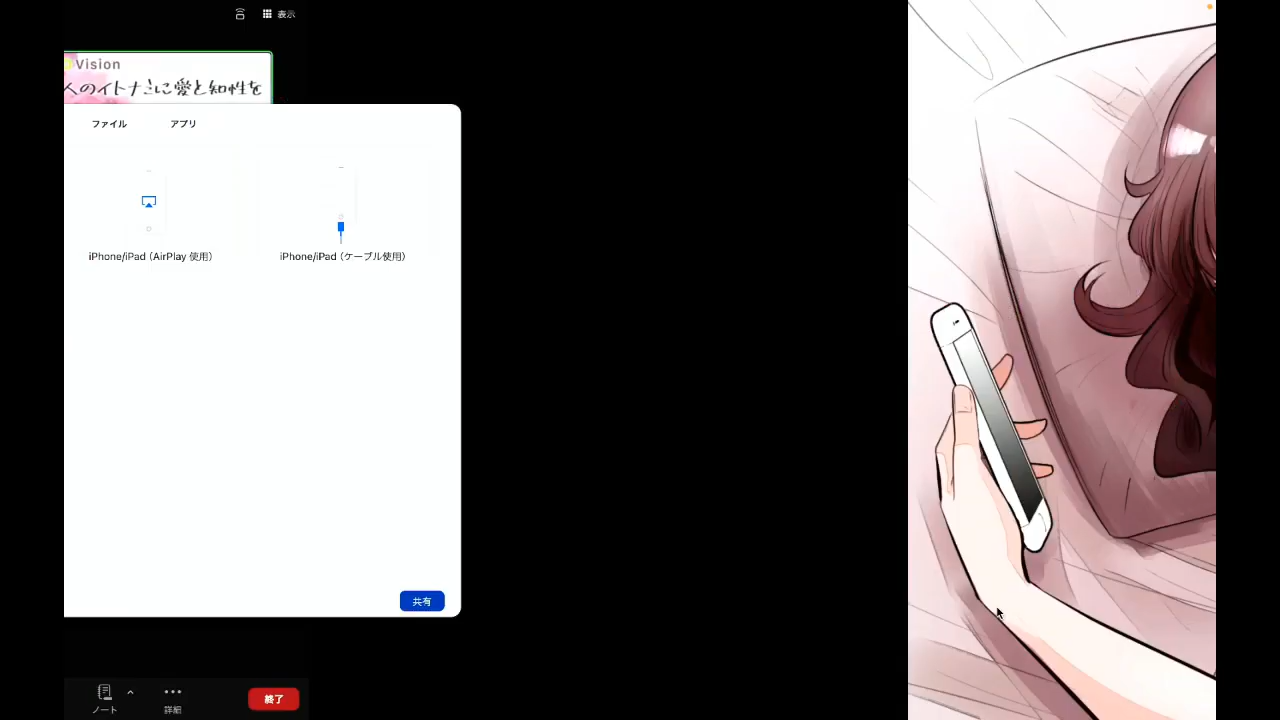 表示
Vision
人のイトナミに愛と知性を
ファイル アプリ
iPhone/iPad (AirPlay 使用) iPhone/iPad (ケーブル使用)
共有
ノート 詳細 終了